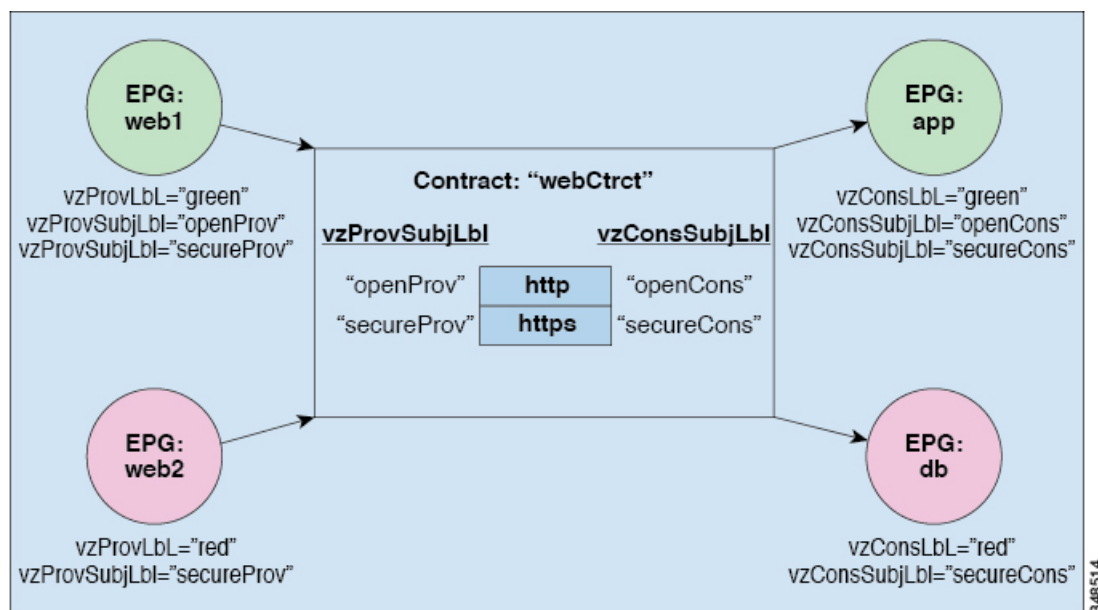 EPG:
web1
vzProvLbL="green"
vzProvSubjLbl="openProv"
vzProvSubjLbl="secureProv"
EPG:
app
vzConsLbL="green"
vzConsSubjLbl="openCons"
vzConsSubjLbl="secureCons"
Contract: “webCtrct”
vzProvSubjLbl vzConsSubjLbl
“openProv” http “openCons”
“secureProv” https “secureCons”
EPG:
web2
vzProvLbL="red"
vzProvSubjLbl="secureProv"
EPG:
db
vzConsLbL="red"
vzConsSubjLbl="secureCons"
348514